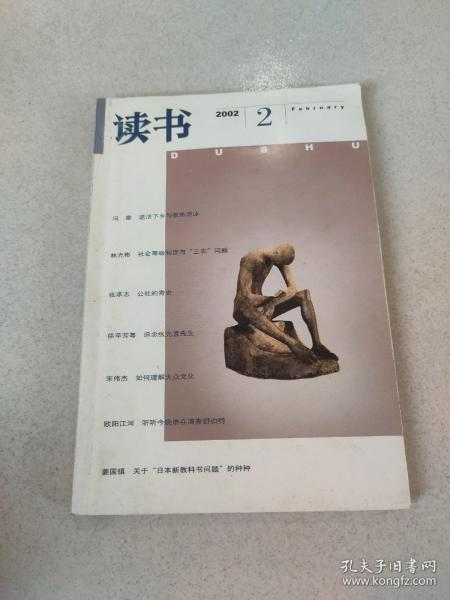 读书
2002 2 February
DUSHU
冯象 送法下乡与教鱼游泳
林光彬 社会等级制度与“三农”问题
张承志 公社的青史
徐苹芳等 追念张光直先生
宋伟杰 如何理解大众文化
欧阳江河 听听今晚谁在演奏舒伯特
姜国镇 关于“日本新教科书问题”的种种
孔夫子旧书网
www.kongfz.com